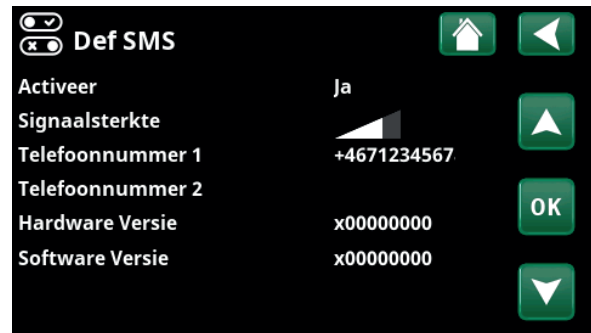 Def SMS
Activeer Ja
Signaalsterkte
Telefoonnummer 1 +4671234567
Telefoonnummer 2
OK
Hardware Versie x00000000
Software Versie x00000000